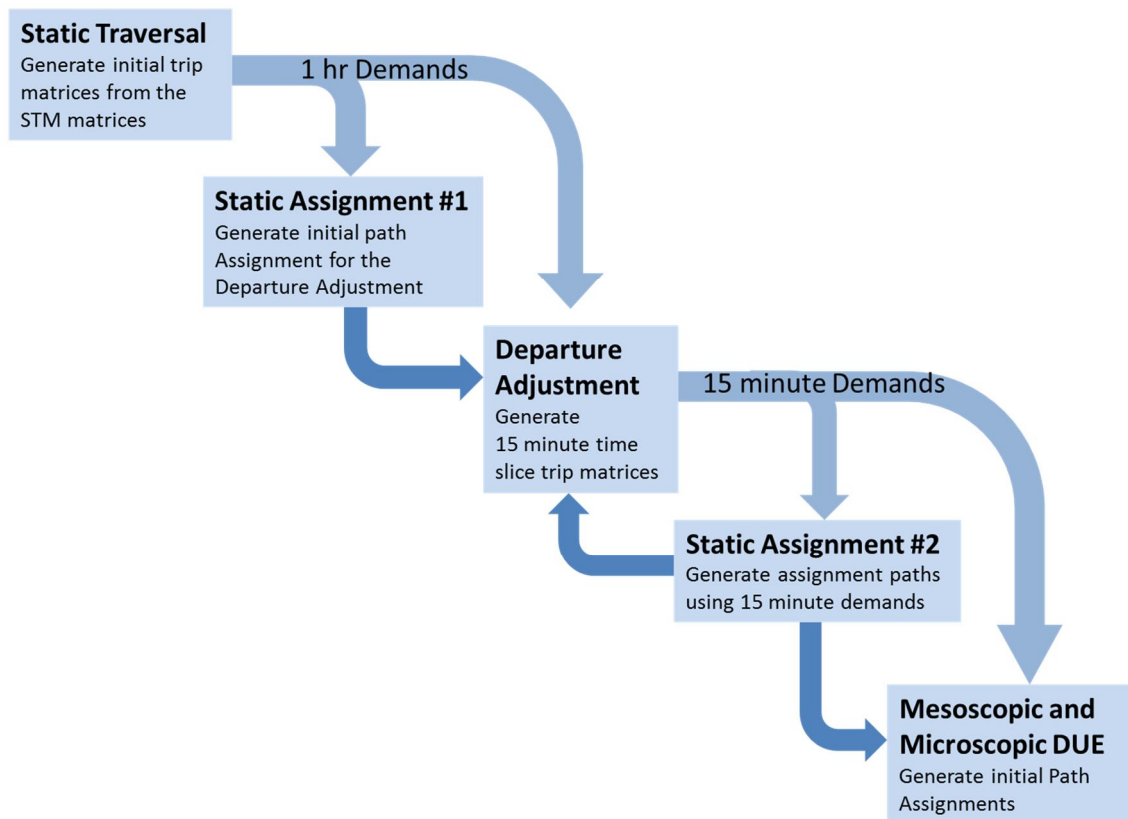 Static Traversal
Generate initial trip
matrices from the
STM matrices
1 hr Demands
Static Assignment #1
Generate initial path
Assignment for the
Departure Adjustment
Departure
Adjustment
Generate
15 minute time
slice trip matrices
15 minute Demands
Static Assignment #2
Generate assignment paths
using 15 minute demands
Mesoscopic and
Microscopic DUE
Generate initial Path
Assignments